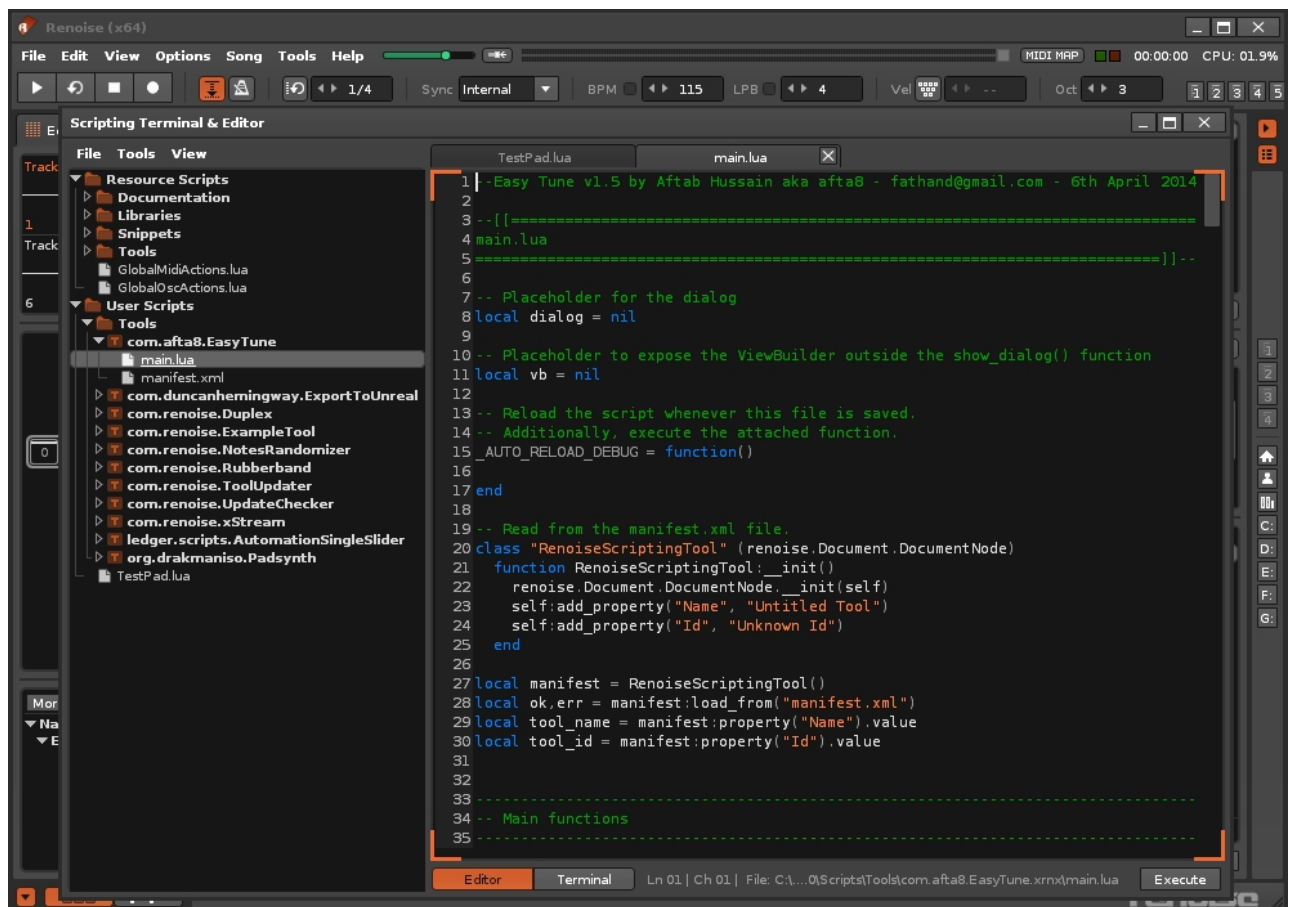 Renoise (x64)
File Edit View Options Song Tools Help MIDI MAP 00:00:00 CPU: 01.9%
1/4 Sync Internal BPM 115 LPB 4 Vel -- Oct 3 1 2 3 4 5
Scripting Terminal & Editor
File Tools View
TestPad.lua main.lua
Track
1
Track
6
0
Resource Scripts
Documentation
Libraries
Snippets
Tools
GlobalMidiActions.lua
GlobalOscActions.lua
User Scripts
Tools
com.afta8.EasyTune
main.lua
manifest.xml
com.duncanhemingway.ExportToUnreal
com.renoise.Duplex
com.renoise.ExampleTool
com.renoise.NotesRandomizer
com.renoise.Rubberband
com.renoise.ToolUpdater
com.renoise.UpdateChecker
com.renoise.xStream
ledger.scripts.AutomationSingleSlider
org.drakmaniso.Padsynth
TestPad.lua
1 --Easy Tune v1.5 by Aftab Hussain aka afta8 - fathand@gmail.com - 6th April 2014
2
3 --[[============================================================================
4 main.lua
5 ============================================================================]]--
6
7 -- Placeholder for the dialog
8 local dialog = nil
9
10 -- Placeholder to expose the ViewBuilder outside the show_dialog() function
11 local vb = nil
12
13 -- Reload the script whenever this file is saved.
14 -- Additionally, execute the attached function.
15 _AUTO_RELOAD_DEBUG = function()
16
17 end
18
19 -- Read from the manifest.xml file.
20 class "RenoiseScriptingTool" (renoise.Document.DocumentNode)
21   function RenoiseScriptingTool:__init()
22     renoise.Document.DocumentNode.__init(self)
23     self:add_property("Name", "Untitled Tool")
24     self:add_property("Id", "Unknown Id")
25   end
26
27 local manifest = RenoiseScriptingTool()
28 local ok,err = manifest:load_from("manifest.xml")
29 local tool_name = manifest:property("Name").value
30 local tool_id = manifest:property("Id").value
31
32
33 --------------------------------------------------------------------------------
34 -- Main functions
35 --------------------------------------------------------------------------------
1
2
3
4
C:
D:
E:
F:
G:
Editor Terminal Ln 01 | Ch 01 | File: C:\....0\Scripts\Tools\com.afta8.EasyTune.xrnx\main.lua Execute